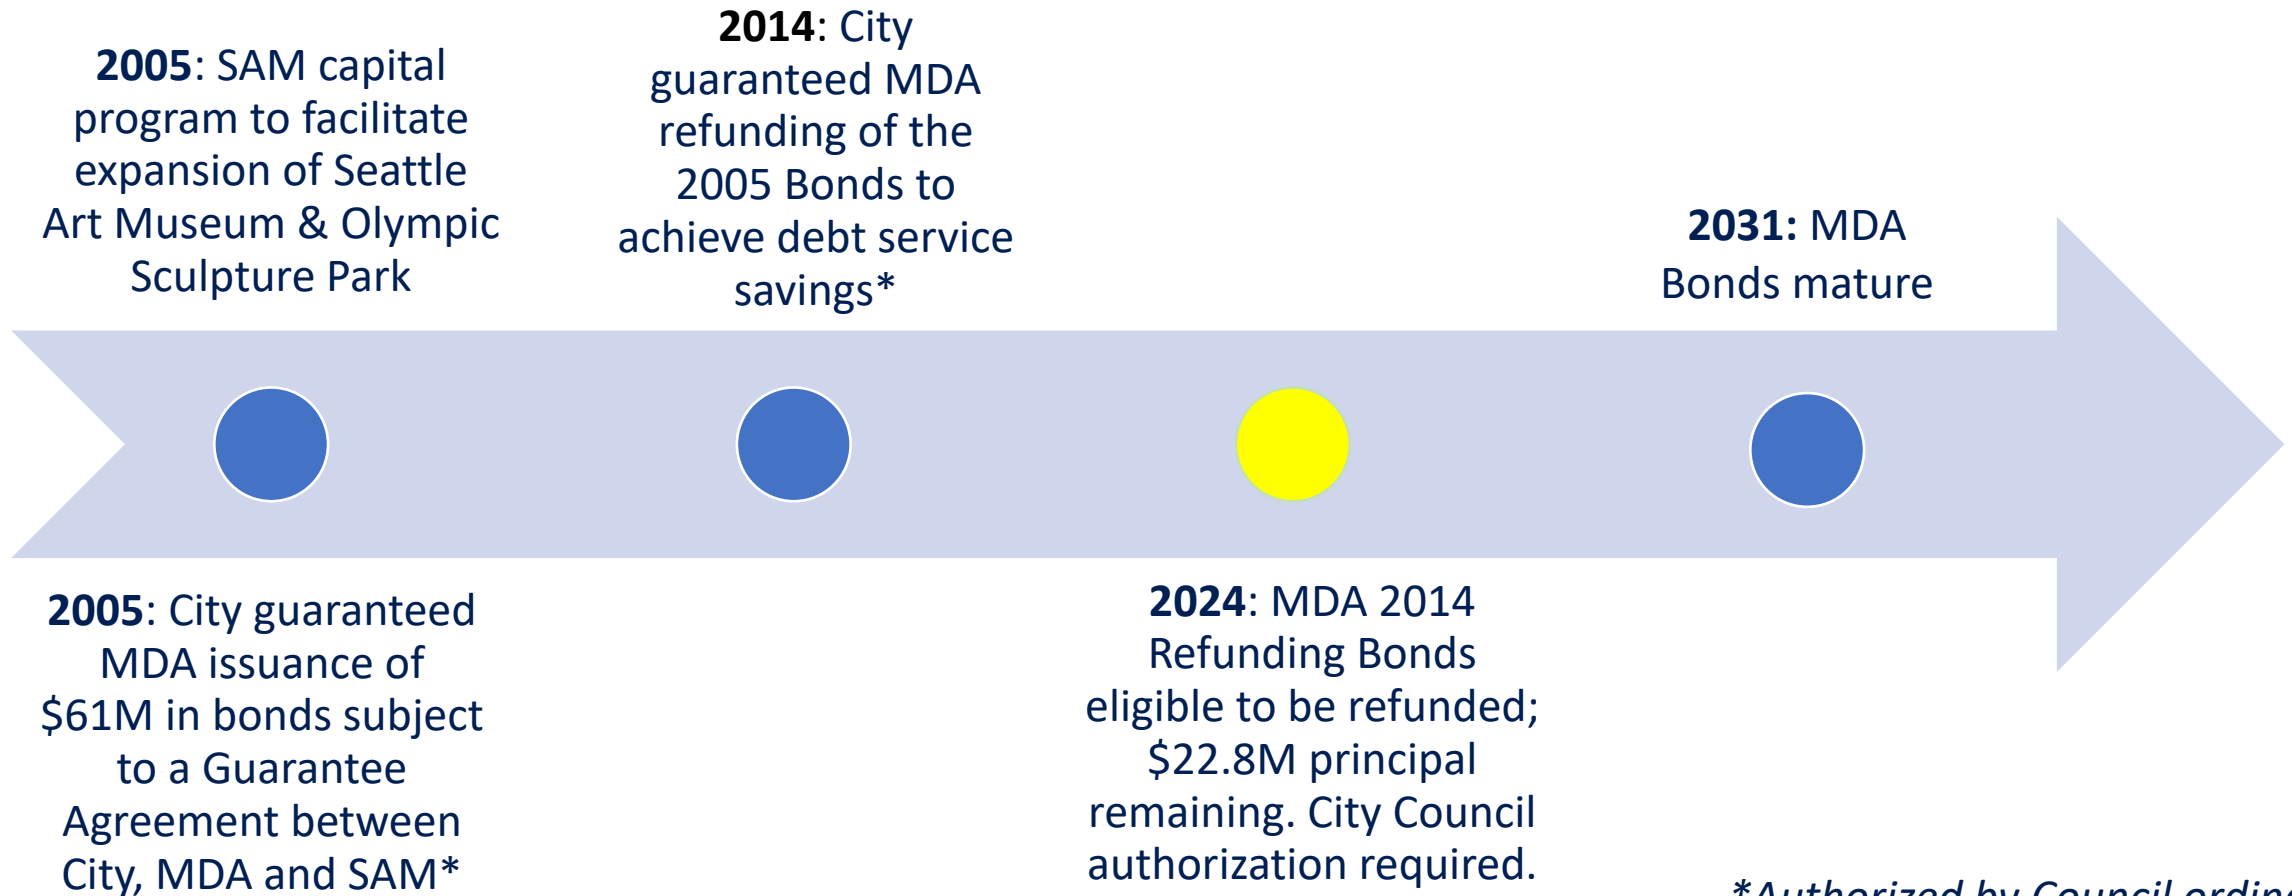 2005: SAM capital
program to facilitate
expansion of Seattle
Art Museum & Olympic
Sculpture Park
2014: City
guaranteed MDA
refunding of the
2005 Bonds to
achieve debt service
savings*
2031: MDA
Bonds mature
2005: City guaranteed
MDA issuance of
$61M in bonds subject
to a Guarantee
Agreement between
City, MDA and SAM*
2024: MDA 2014
Refunding Bonds
eligible to be refunded;
$22.8M principal
remaining. City Council
authorization required.
*Authorized by Council